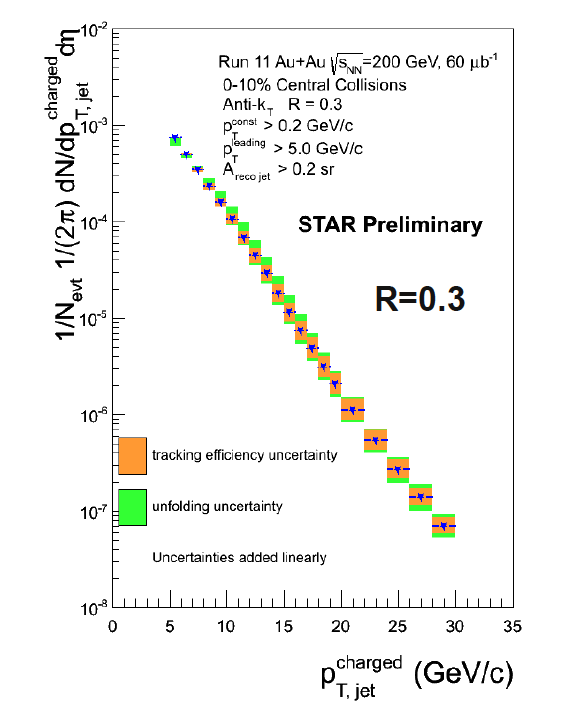 10^-2
Run 11 Au+Au √s_NN=200 GeV, 60 μb^-1
0-10% Central Collisions
Anti-k_T R = 0.3
p_T^const > 0.2 GeV/c
p_T^leading > 5.0 GeV/c
A_reco jet > 0.2 sr
10^-3
10^-4
STAR Preliminary
R=0.3
10^-5
10^-6
tracking efficiency uncertainty
unfolding uncertainty
10^-7
Uncertainties added linearly
10^-8
0 5 10 15 20 25 30 35
p_T, jet^charged (GeV/c)
1/N_evt 1/(2π) dN/dp_T, jet^charged dη